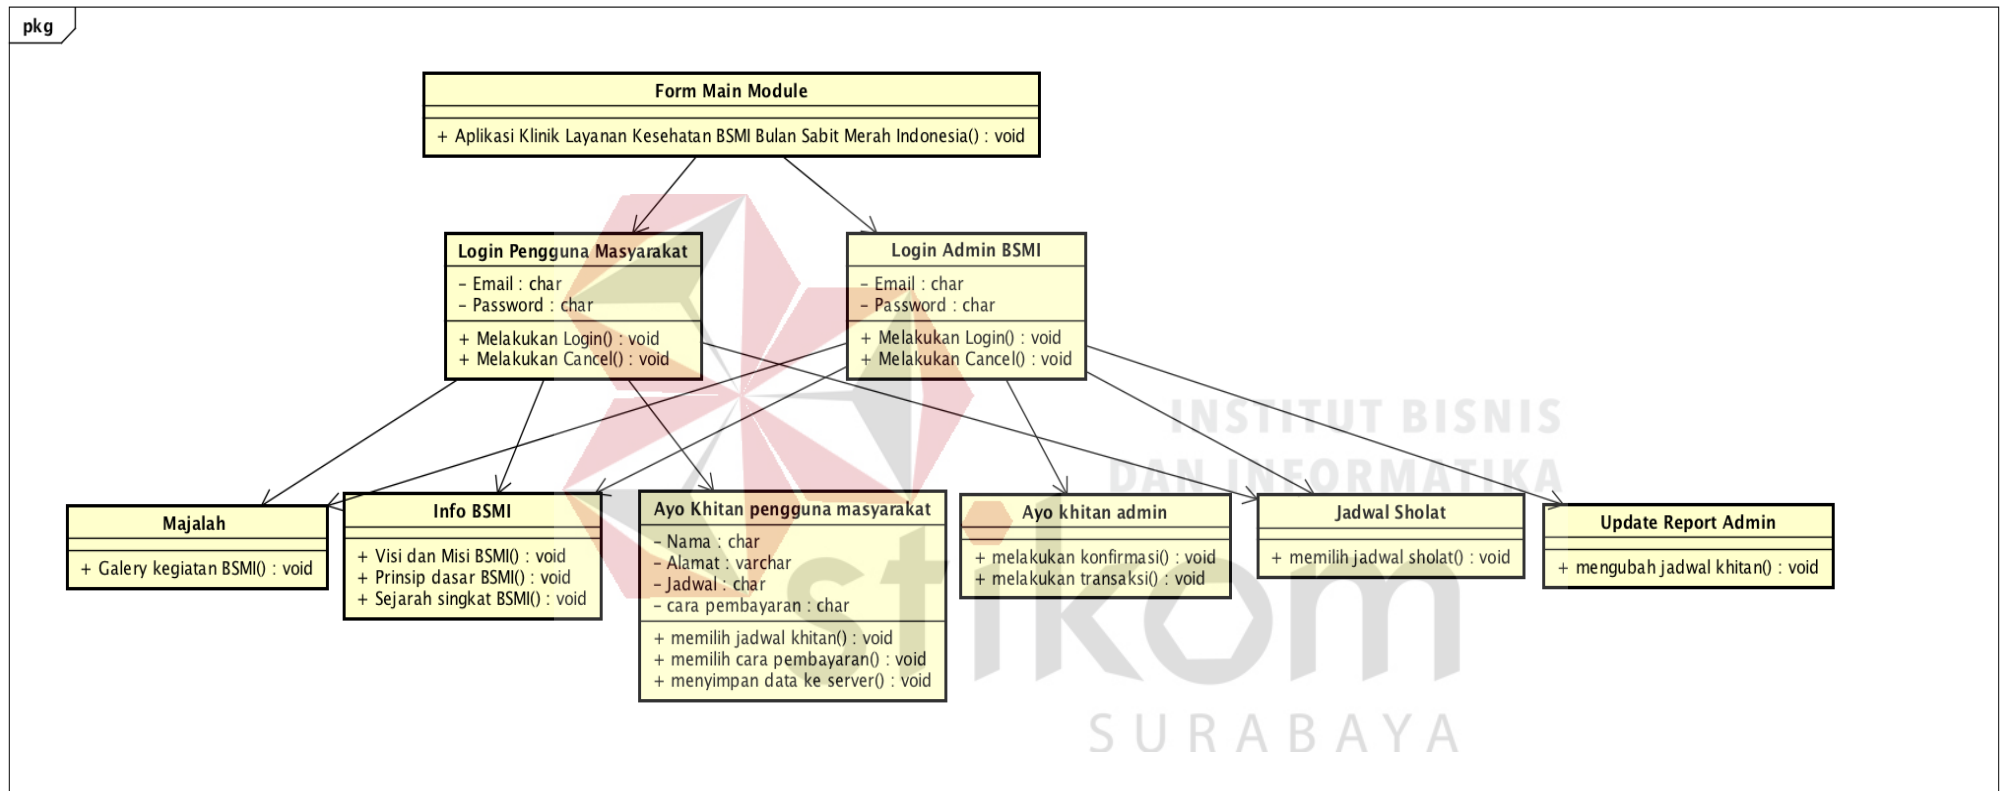 pkg
Form Main Module
+ Aplikasi Klinik Layanan Kesehatan BSMI Bulan Sabit Merah Indonesia() : void
Login Pengguna Masyarakat
– Email : char
– Password : char
+ Melakukan Login() : void
+ Melakukan Cancel() : void
Login Admin BSMI
– Email : char
– Password : char
+ Melakukan Login() : void
+ Melakukan Cancel() : void
Majalah
+ Galery kegiatan BSMI() : void
Info BSMI
+ Visi dan Misi BSMI() : void
+ Prinsip dasar BSMI() : void
+ Sejarah singkat BSMI() : void
Ayo Khitan pengguna masyarakat
– Nama : char
– Alamat : varchar
– Jadwal : char
– cara pembayaran : char
+ memilih jadwal khitan() : void
+ memilih cara pembayaran() : void
+ menyimpan data ke server() : void
Ayo khitan admin
+ melakukan konfirmasi() : void
+ melakukan transaksi() : void
Jadwal Sholat
+ memilih jadwal sholat() : void
Update Report Admin
+ mengubah jadwal khitan() : void
INSTITUT BISNIS
DAN INFORMATIKA
stikom
SURABAYA